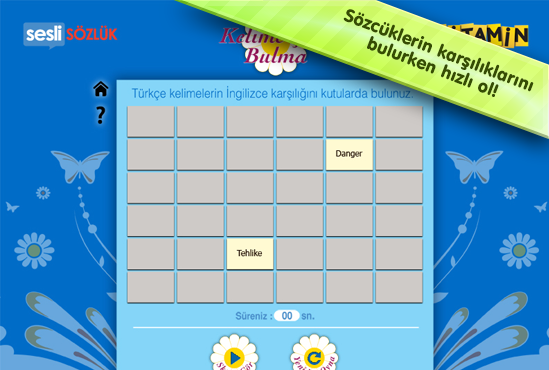 sesli SÖZLÜK
Kelime
Bulma
Sözcüklerin karşılıklarını
bulurken hızlı ol!
Türkçe kelimelerin İngilizce karşılığını kutularda bulunuz.
?
Danger
Tehlike
Süreniz : 00 sn.